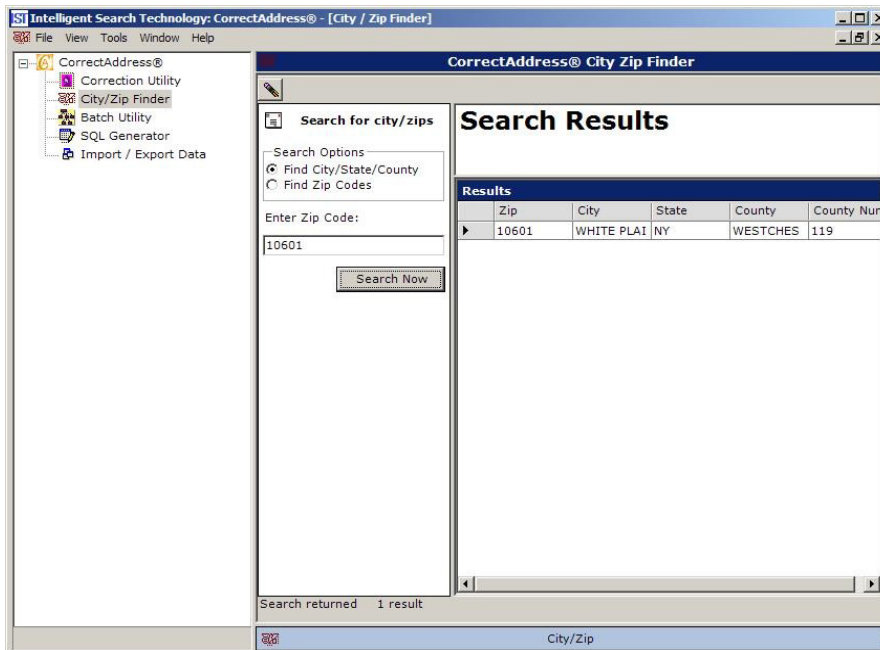 IST Intelligent Search Technology: CorrectAddress® - [City / Zip Finder]
File View Tools Window Help
CorrectAddress®
Correction Utility
City/Zip Finder
Batch Utility
SQL Generator
Import / Export Data
CorrectAddress® City Zip Finder
Search for city/zips
Search Options
Find City/State/County
Find Zip Codes
Enter Zip Code:
10601
Search Now
Search returned 1 result
Search Results
Results
Zip City State County County Num
10601 WHITE PLAI NY WESTCHES 119
City/Zip